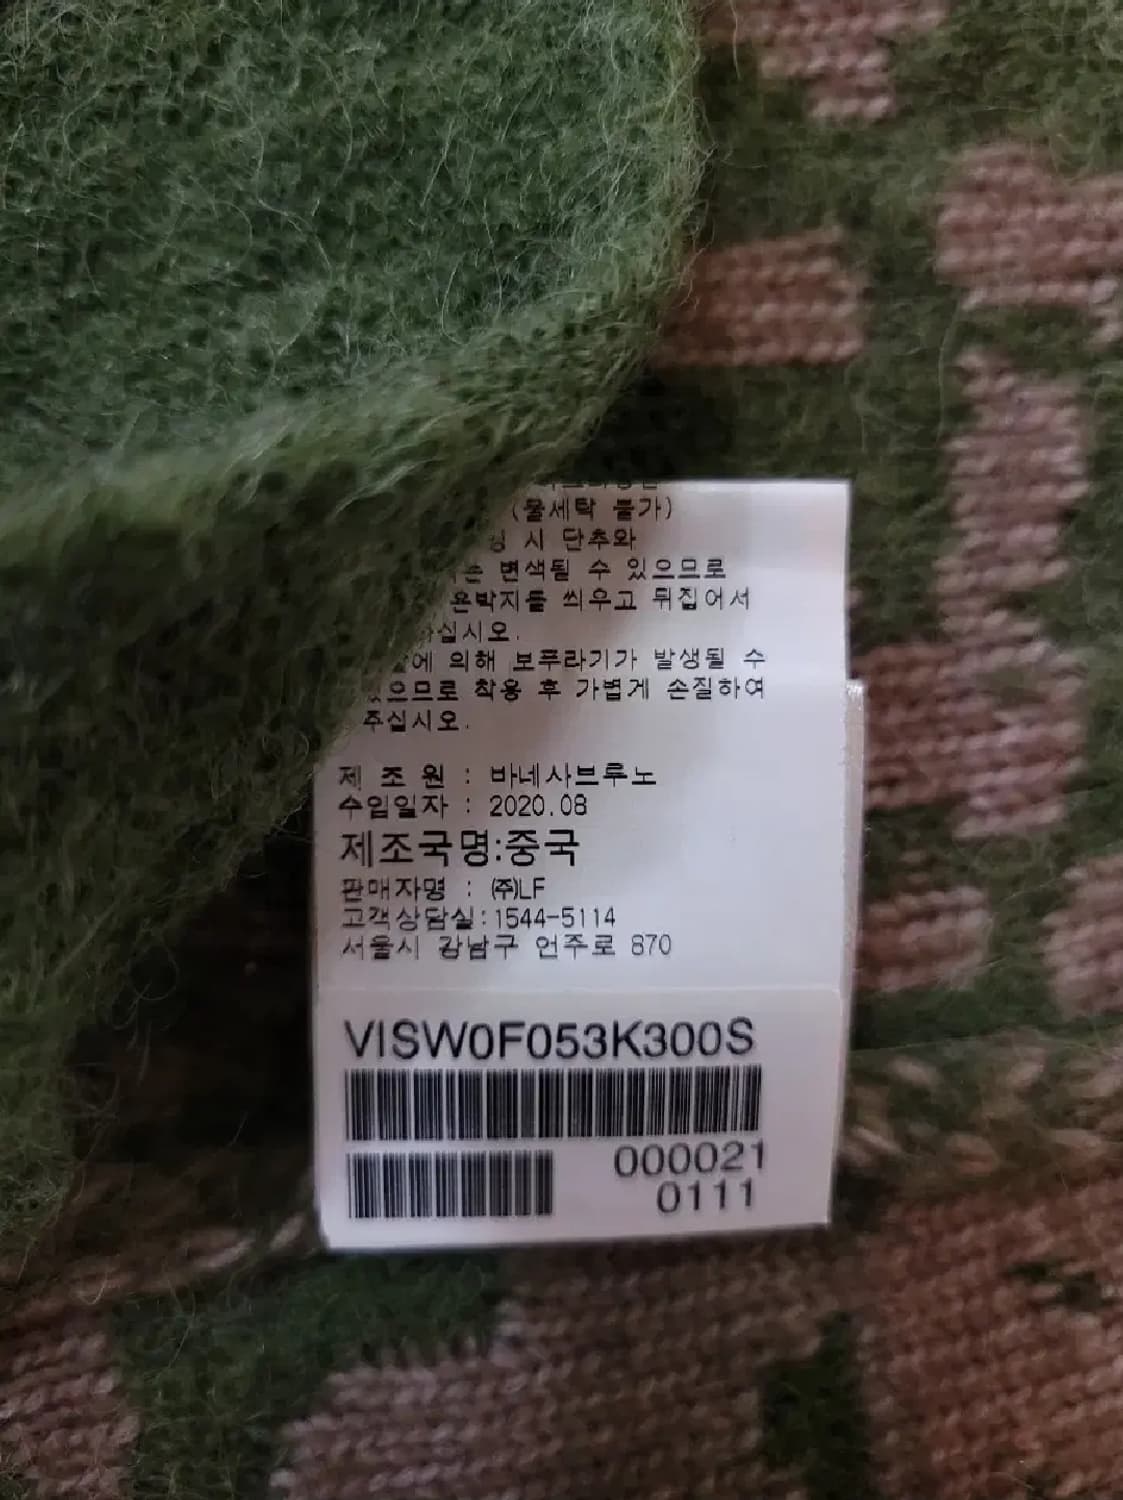 (물세탁 불가)
시 단추와
변색될 수 있으므로
은박지를 씌우고 뒤집어서
하십시오.
의해 보푸라기가 발생될 수
있으므로 착용 후 가볍게 손질하여
주십시오.
제 조 원 : 바네사브루노
수입일자 : 2020.08
제조국명:중국
판매자명 : ㈜LF
고객상담실:1544-5114
서울시 강남구 언주로 870
VISW0F053K300S
000021
0111